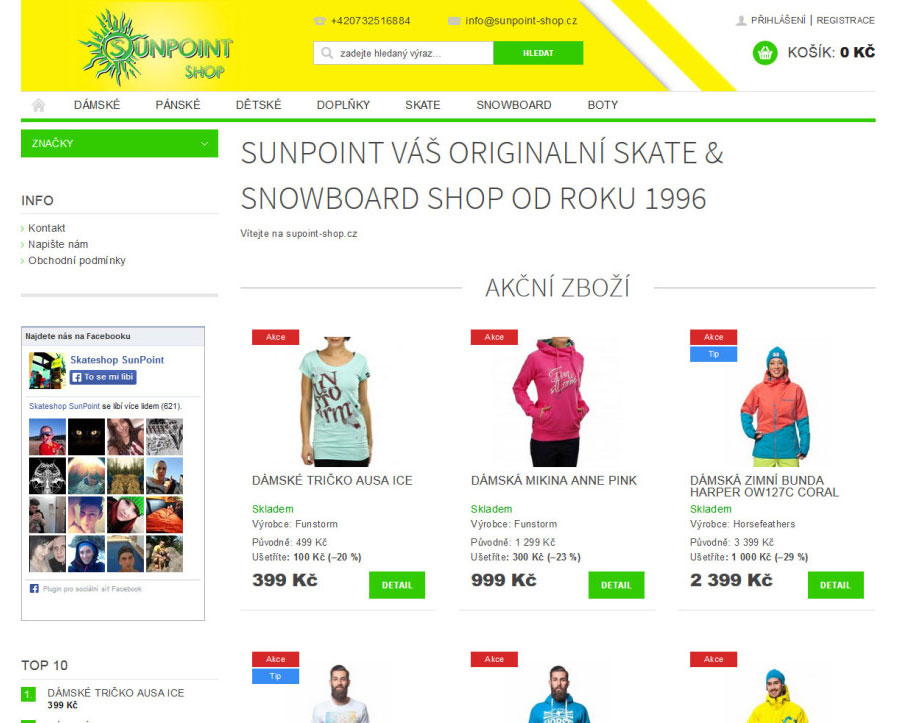 SUNPOINT
SHOP
+420732516884
info@sunpoint-shop.cz
PŘIHLÁŠENÍ | REGISTRACE
zadejte hledaný výraz...
HLEDAT
KOŠÍK: 0 KČ
DÁMSKÉ
PÁNSKÉ
DĚTSKÉ
DOPLŇKY
SKATE
SNOWBOARD
BOTY
ZNAČKY
INFO
Kontakt
Napište nám
Obchodní podmínky
Najdete nás na Facebooku
Skateshop SunPoint
To se mi líbí
Skateshop SunPoint se líbí více lidem (621).
Plugin pro sociální síť Facebook
TOP 10
1.
DÁMSKÉ TRIČKO AUSA ICE
399 Kč
SUNPOINT VÁŠ ORIGINALNÍ SKATE &
SNOWBOARD SHOP OD ROKU 1996
Vítejte na supoint-shop.cz
AKČNÍ ZBOŽÍ
Akce
DÁMSKÉ TRIČKO AUSA ICE
Skladem
Výrobce: Funstorm
Původně: 499 Kč
Ušetříte: 100 Kč (–20 %)
399 Kč
DETAIL
Akce
DÁMSKÁ MIKINA ANNE PINK
Skladem
Výrobce: Funstorm
Původně: 1 299 Kč
Ušetříte: 300 Kč (–23 %)
999 Kč
DETAIL
Akce
Tip
DÁMSKÁ ZIMNÍ BUNDA
HARPER OW127C CORAL
Skladem
Výrobce: Horsefeathers
Původně: 3 399 Kč
Ušetříte: 1 000 Kč (–29 %)
2 399 Kč
DETAIL
Akce
Tip
Akce
Akce